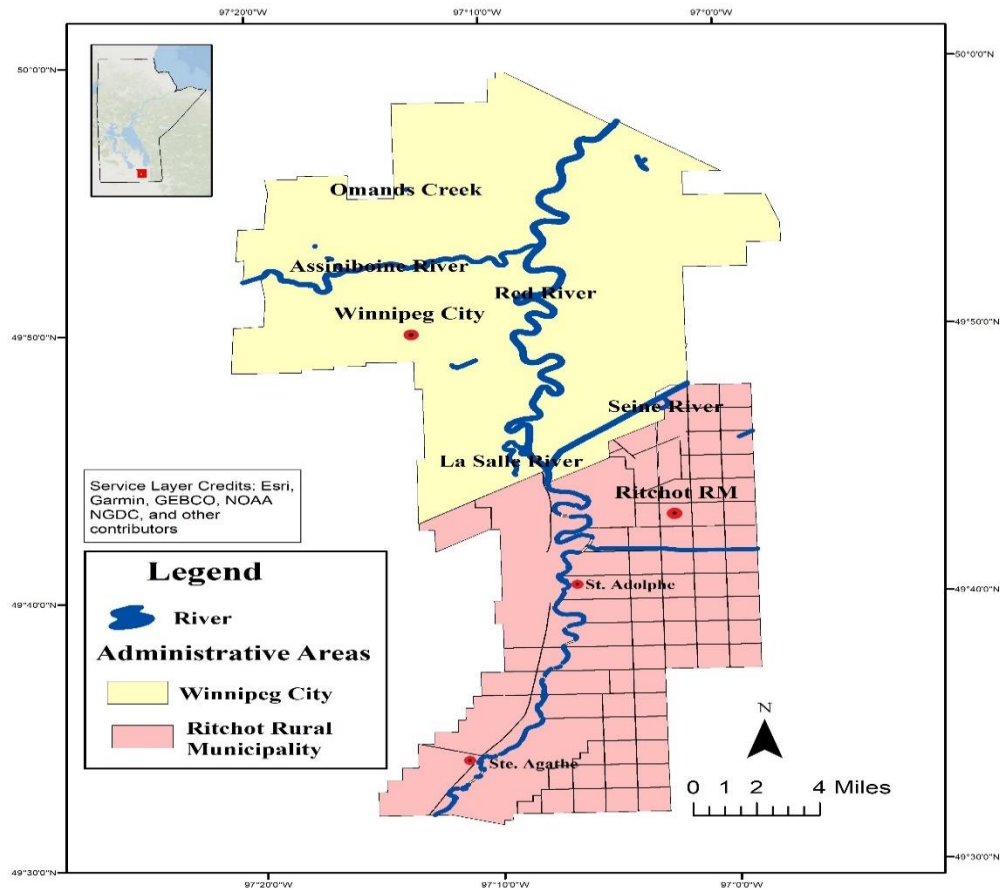 97°20'0"W
97°10'0"W
97°0'0"W
50°0'0"N
50°0'0"N
Omands Creek
Assiniboine River
Red River
Winnipeg City
49°50'0"N
49°50'0"N
Seine River
La Salle River
Ritchot RM
Service Layer Credits: Esri,
Garmin, GEBCO, NOAA
NGDC, and other
contributors
Legend
River
Administrative Areas
Winnipeg City
Ritchot Rural
Municipality
St. Adolphe
49°40'0"N
49°40'0"N
Ste. Agathe
N
0 1 2 4 Miles
49°30'0"N
49°30'0"N
97°20'0"W
97°10'0"W
97°0'0"W